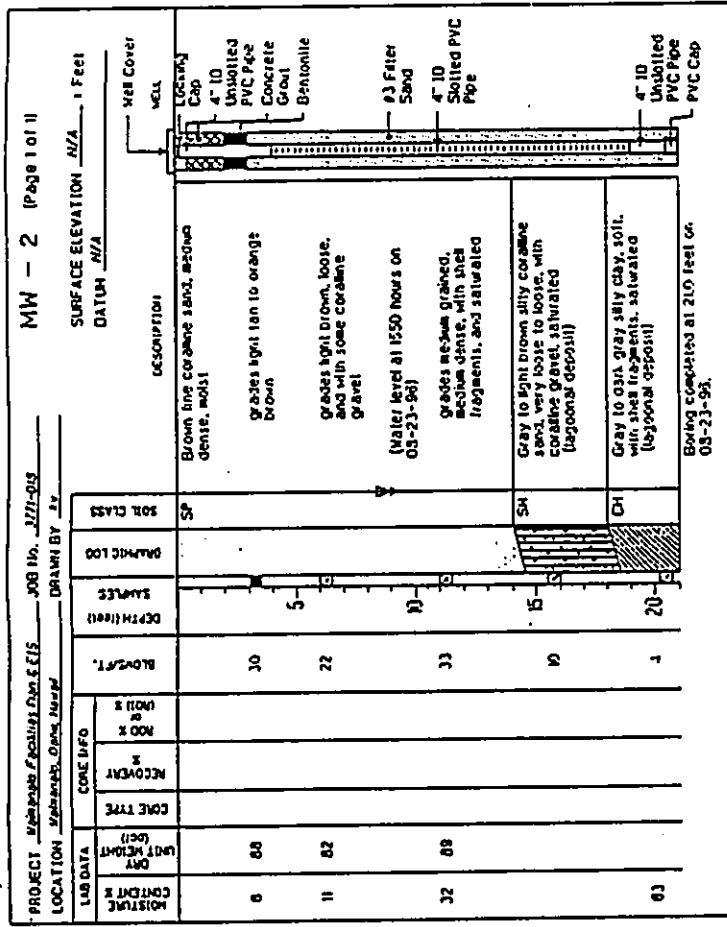 PROJECT Waimanalo Facilities Plan & EIS JOB No. 3771-013
MW - 2 (Page 1 of 1)
LOCATION Waimanalo, Oahu, Hawaii DRAWN BY
SURFACE ELEVATION N/A Feet
DATUM N/A
LAB DATA
CORE INFO
MOISTURE CONTENT %
DRY UNIT WEIGHT (pcf)
CORE TYPE
RECOVERY %
ROD % or
BLOWS/FT.
DEPTH (feet)
SAMPLES
GRAPHIC LOG
SOIL CLASS
DESCRIPTION
Well Cover
WELL
SP
Brown fine coralline sand, medium
dense, moist
6 88 30
grades light tan to orange
brown
5
11 82 22
grades light brown, loose,
and with some coralline
gravel
(Water level at 1550 hours on
08-23-96)
10
32 89 33
grades medium grained,
medium dense, with shell
fragments, and saturated
SM
Gray to light brown silty coralline
sand, very loose to loose, with
coralline gravel, saturated
(lagoonal deposit)
15
10
CH
Gray to dark gray silty clay, soft,
with shell fragments, saturated
(lagoonal deposit)
20
63 4
Boring completed at 21.0 feet on
08-23-96.
Locking
Cap
4" ID
Unslotted
PVC Pipe
Concrete
Grout
Bentonite
#3 Filter
Sand
4" ID
Slotted PVC
Pipe
4" ID
Unslotted
PVC Pipe
PVC Cap